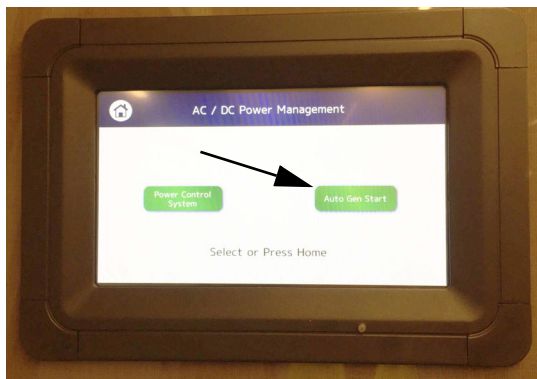 AC / DC Power Management
Power Control
System
Auto Gen Start
Select or Press Home